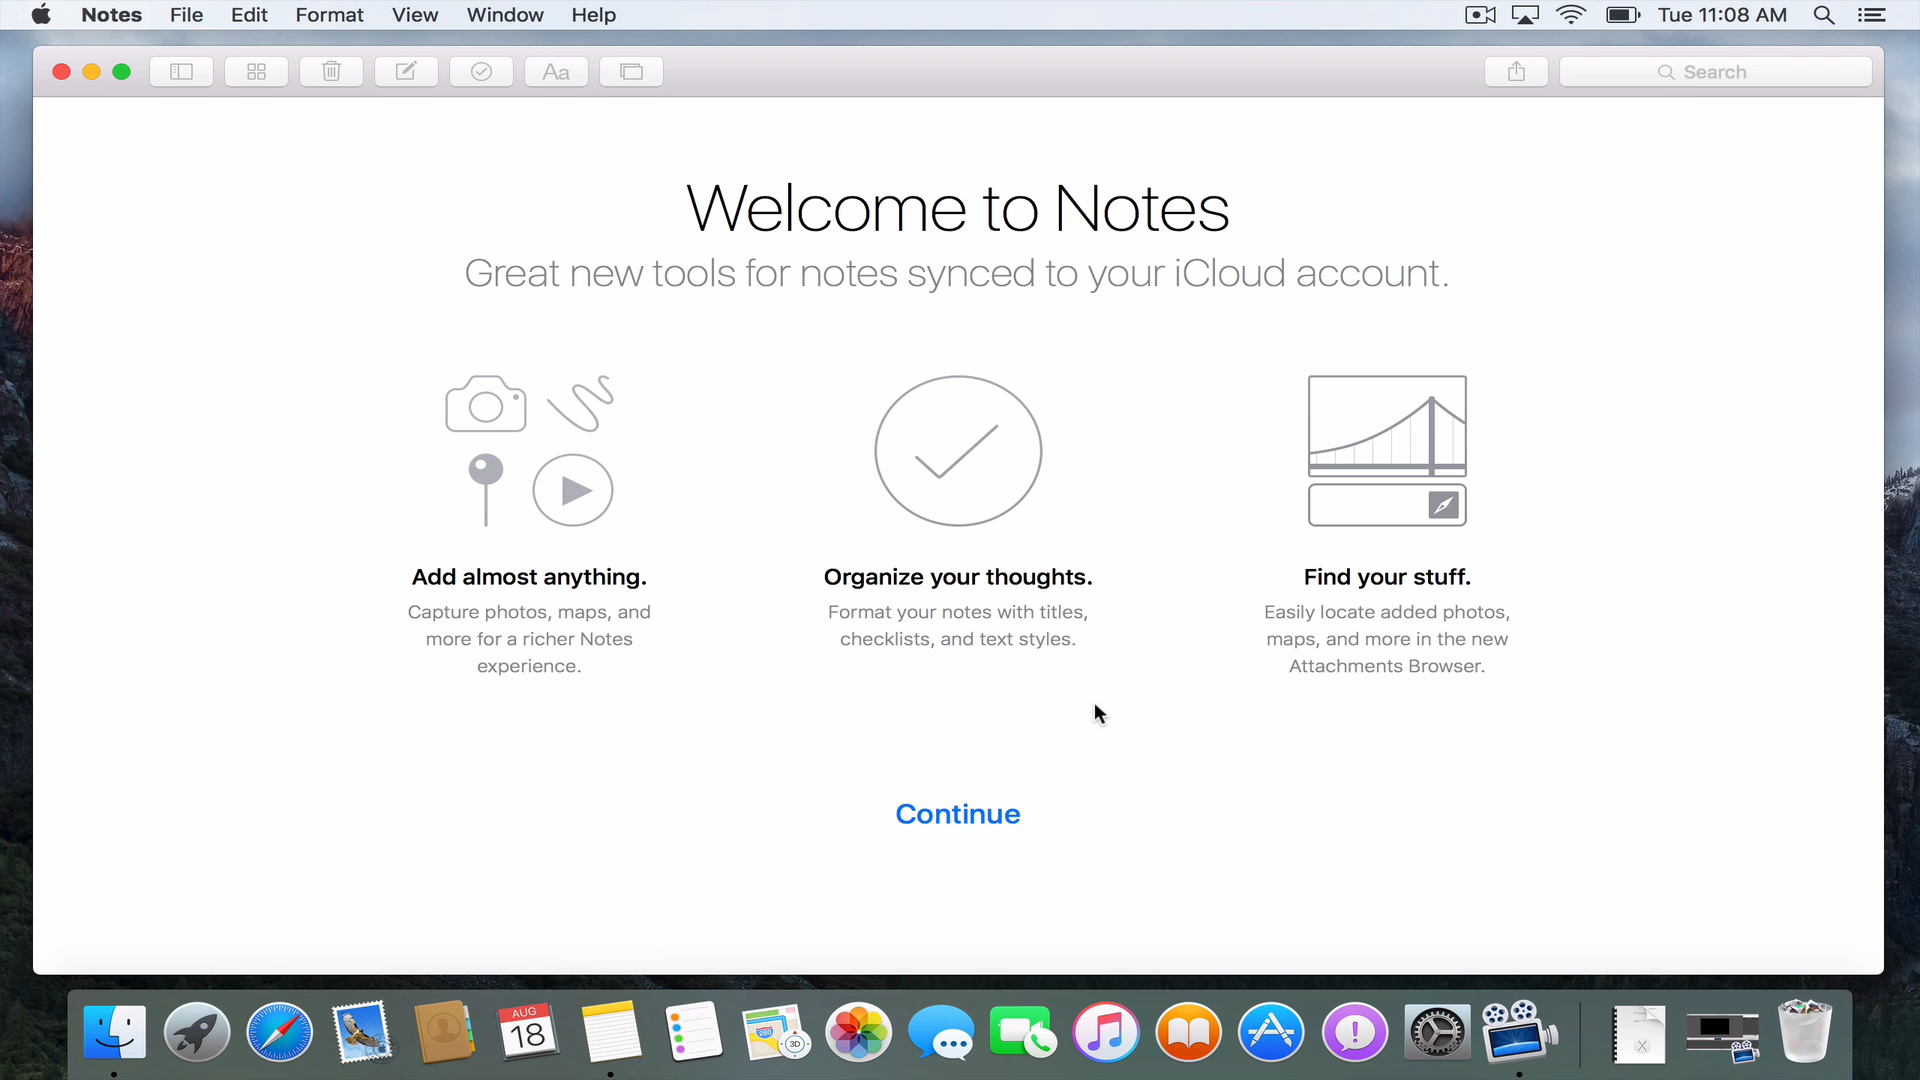 Notes File Edit Format View Window Help Tue 11:08 AM
Aa Search
Welcome to Notes
Great new tools for notes synced to your iCloud account.
Add almost anything.
Capture photos, maps, and
more for a richer Notes
experience.
Organize your thoughts.
Format your notes with titles,
checklists, and text styles.
Find your stuff.
Easily locate added photos,
maps, and more in the new
Attachments Browser.
Continue
AUG
18
280
3D
X